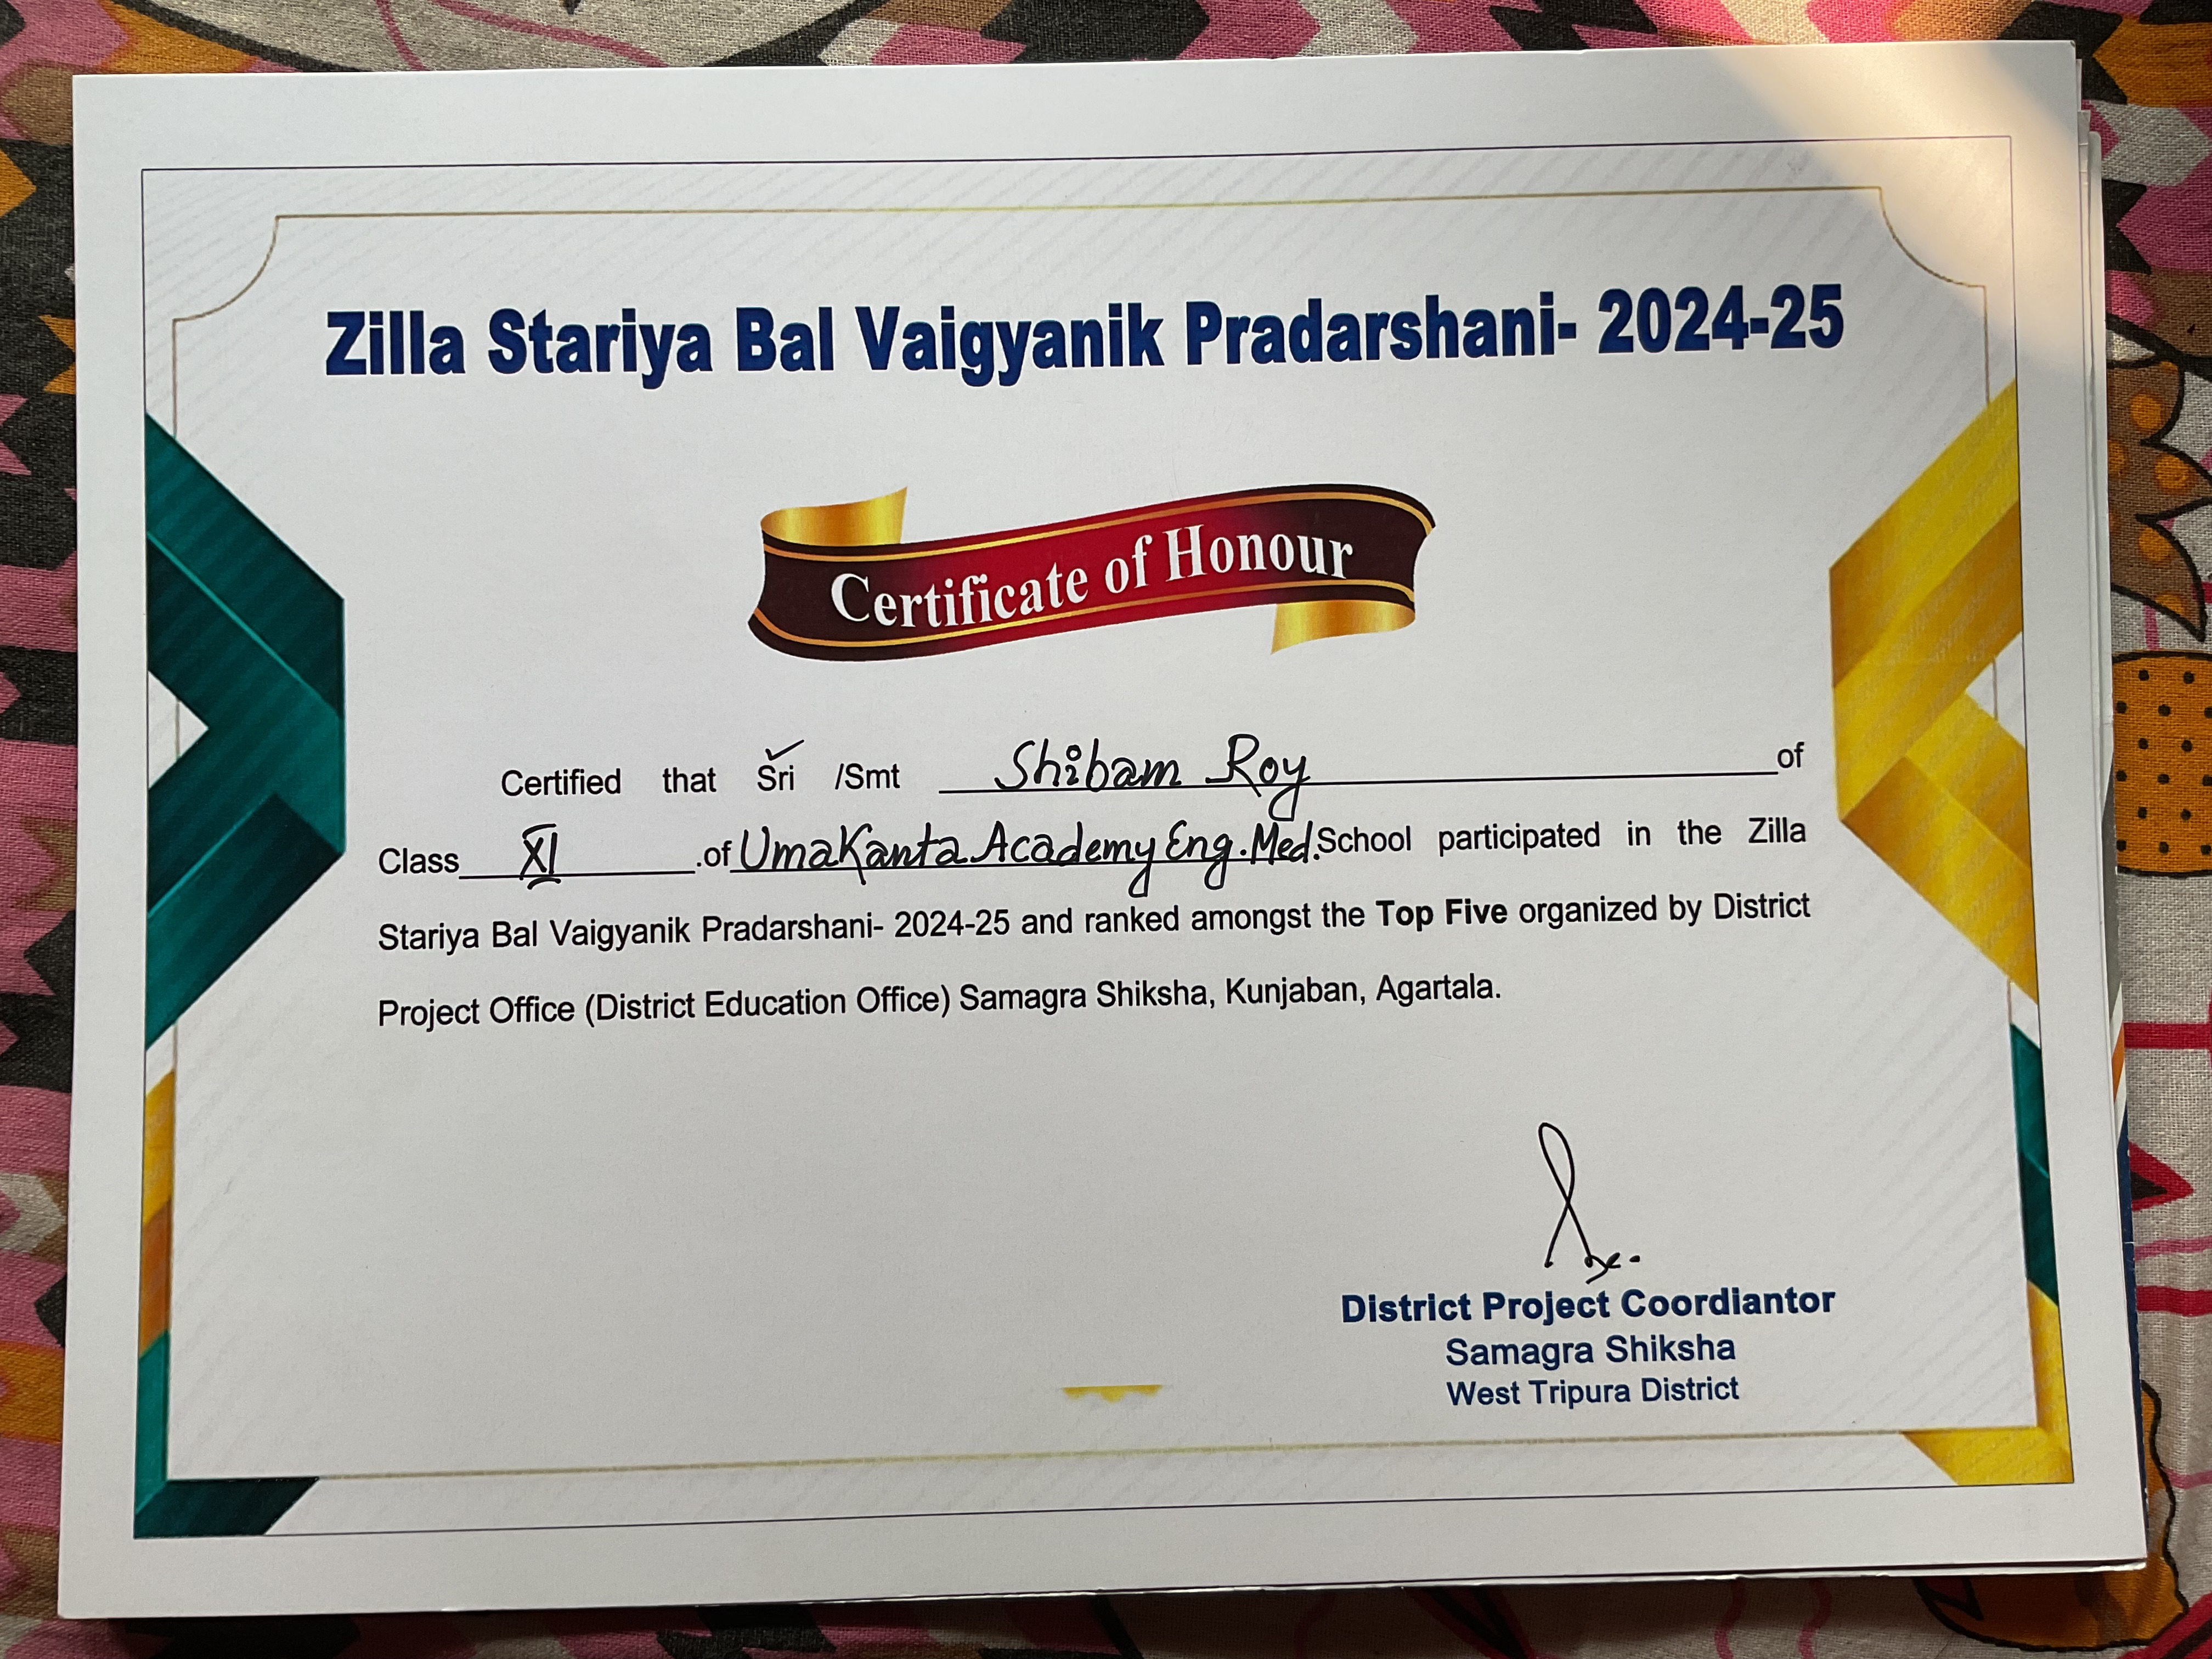 Zilla Stariya Bal Vaigyanik Pradarshani- 2024-25
Certificate of Honour
Certified that Sri /Smt Shibam Roy of
Class XI .of Umakanta Academy Eng. Med. School participated in the Zilla
Stariya Bal Vaigyanik Pradarshani- 2024-25 and ranked amongst the Top Five organized by District
Project Office (District Education Office) Samagra Shiksha, Kunjaban, Agartala.
District Project Coordiantor
Samagra Shiksha
West Tripura District